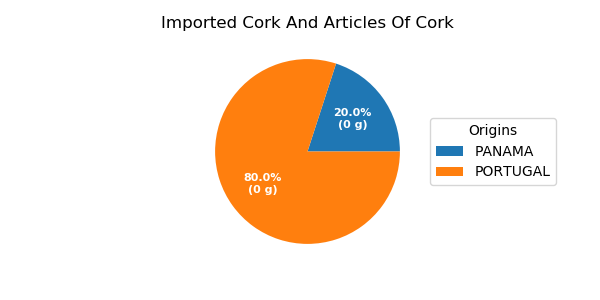 Imported Cork And Articles Of Cork
20.0%
(0 g)
80.0%
(0 g)
Origins
PANAMA
PORTUGAL